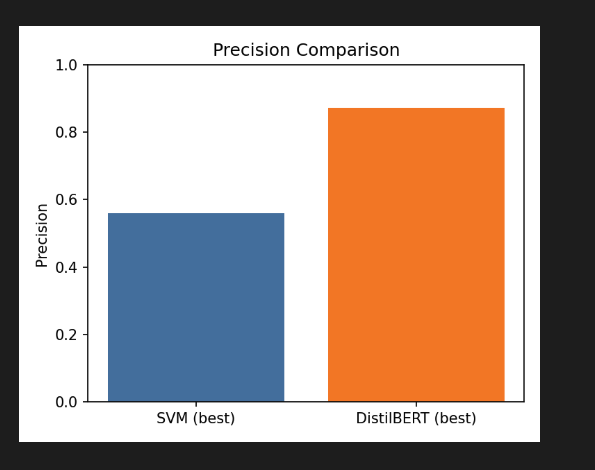 Precision Comparison
1.0
0.8
0.6
0.4
0.2
0.0
Precision
SVM (best)
DistilBERT (best)